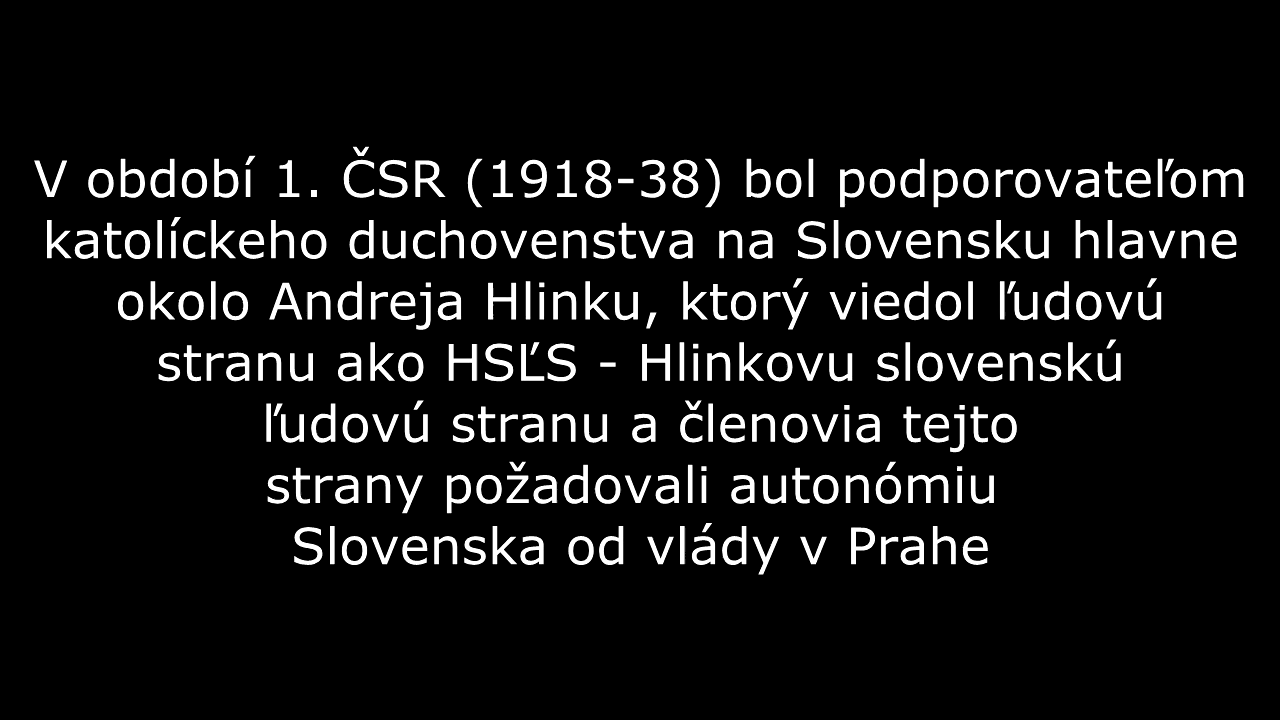 V období 1. ČSR (1918-38) bol podporovateľom
katolíckeho duchovenstva na Slovensku hlavne
okolo Andreja Hlinku, ktorý viedol ľudovú
stranu ako HSĽS - Hlinkovu slovenskú
ľudovú stranu a členovia tejto
strany požadovali autonómiu
Slovenska od vlády v Prahe